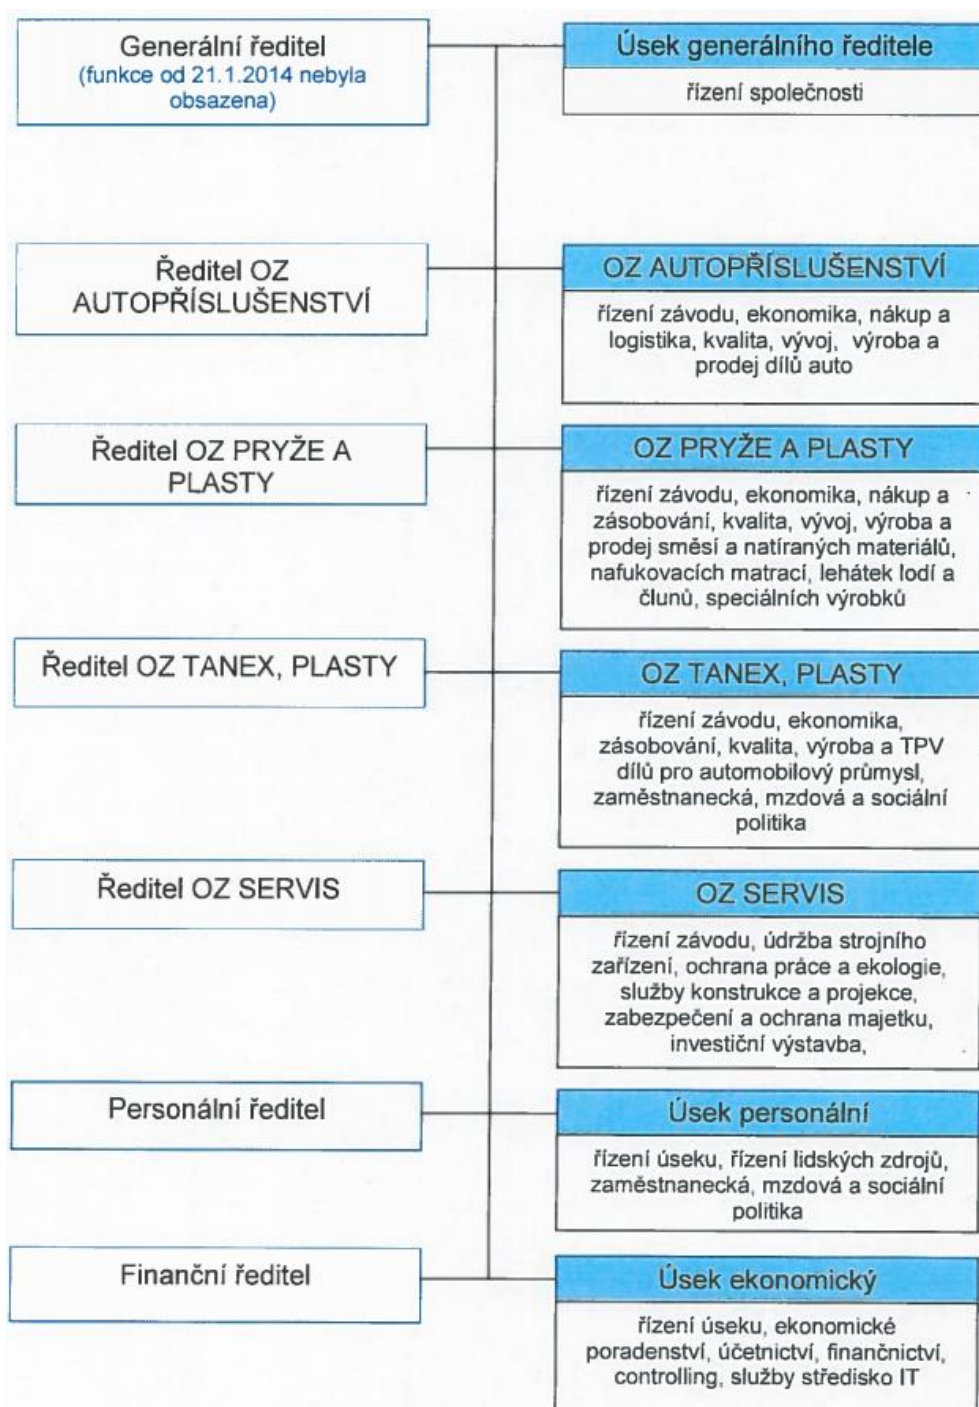 Generální ředitel
(funkce od 21.1.2014 nebyla
obsazena)
Úsek generálního ředitele
řízení společnosti
Ředitel OZ
AUTOPŘÍSLUŠENSTVÍ
OZ AUTOPŘÍSLUŠENSTVÍ
řízení závodu, ekonomika, nákup a
logistika, kvalita, vývoj, výroba a
prodej dílů auto
Ředitel OZ PRYŽE A
PLASTY
OZ PRYŽE A PLASTY
řízení závodu, ekonomika, nákup a
zásobování, kvalita, vývoj, výroba a
prodej směsí a natíraných materiálů,
nafukovacích matrací, lehátek lodí a
člunů, speciálních výrobků
Ředitel OZ TANEX, PLASTY
OZ TANEX, PLASTY
řízení závodu, ekonomika,
zásobování, kvalita, výroba a TPV
dílů pro automobilový průmysl,
zaměstnanecká, mzdová a sociální
politika
Ředitel OZ SERVIS
OZ SERVIS
řízení závodu, údržba strojního
zařízení, ochrana práce a ekologie,
služby konstrukce a projekce,
zabezpečení a ochrana majetku,
investiční výstavba,
Personální ředitel
Úsek personální
řízení úseku, řízení lidských zdrojů,
zaměstnanecká, mzdová a sociální
politika
Finanční ředitel
Úsek ekonomický
řízení úseku, ekonomické
poradenství, účetnictví, finančnictví,
controlling, služby středisko IT